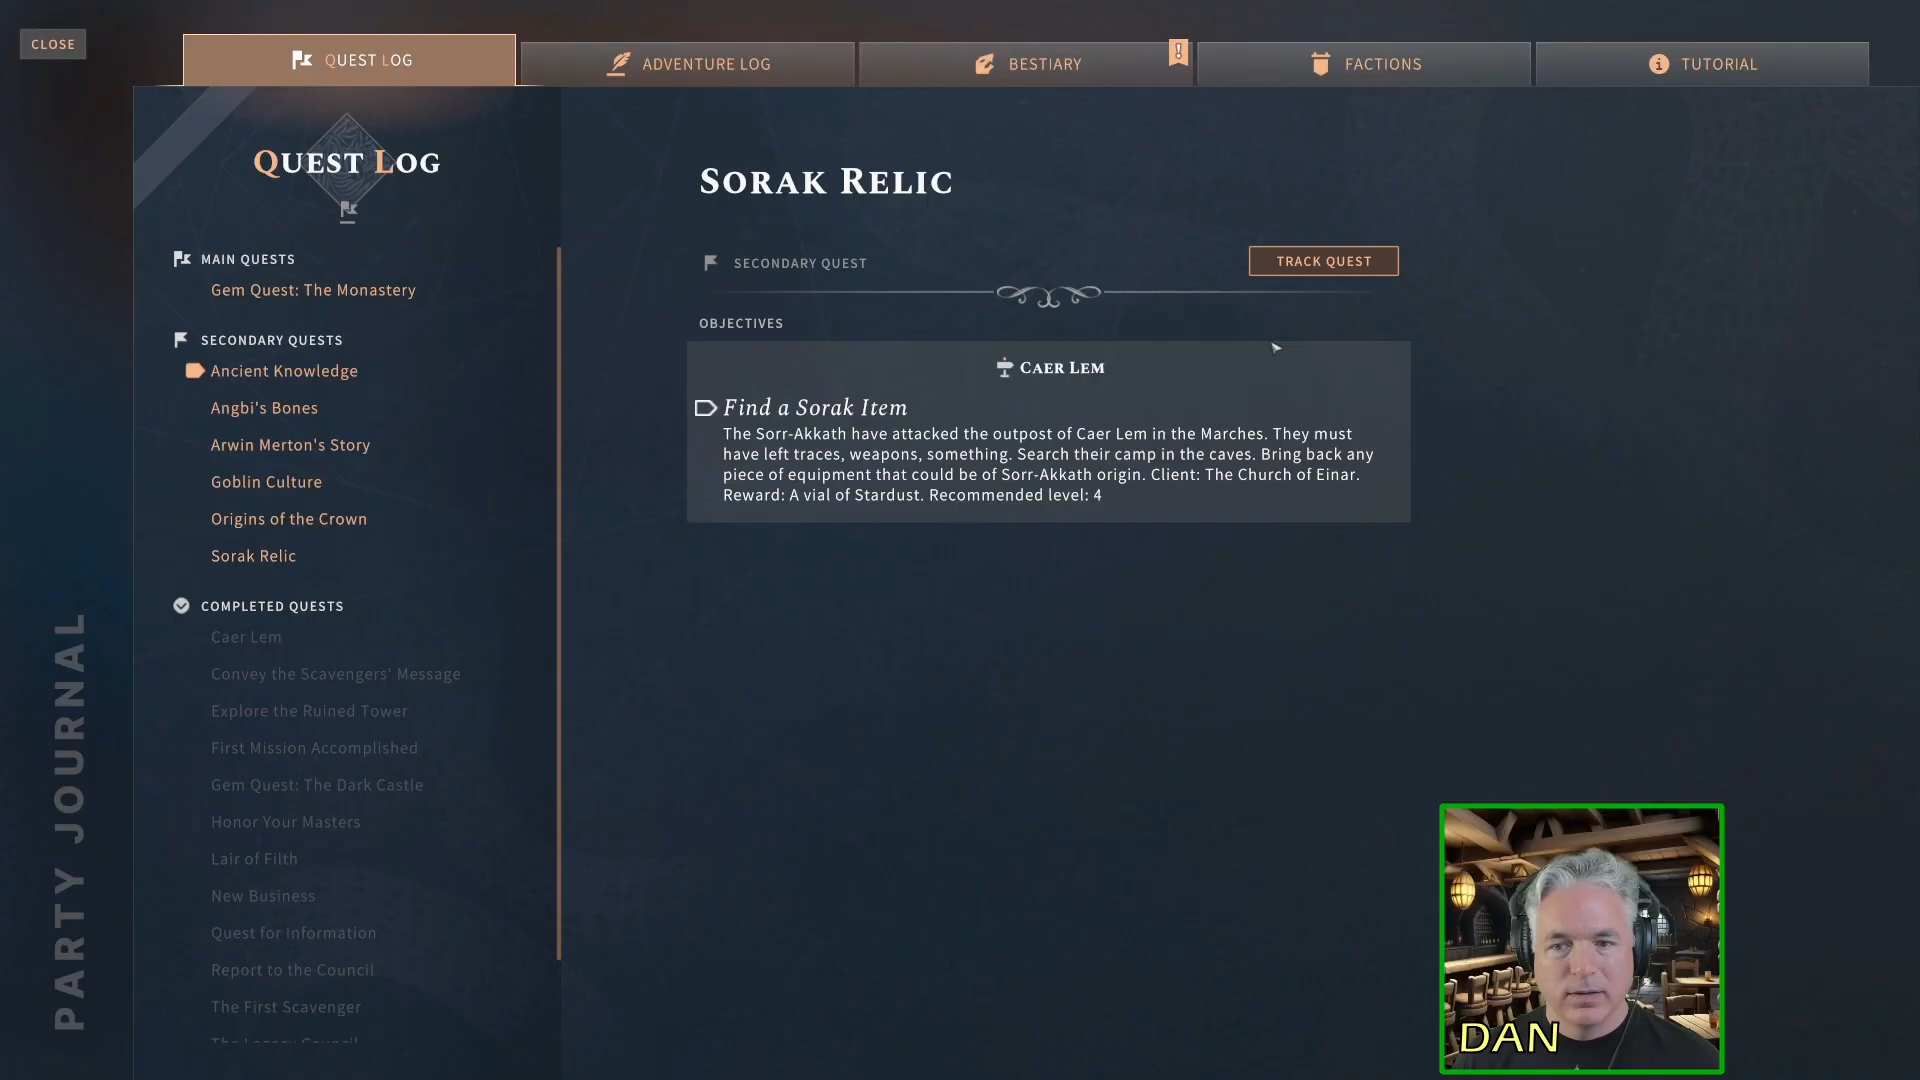 CLOSE
QUEST LOG
ADVENTURE LOG
BESTIARY
FACTIONS
TUTORIAL
QUEST LOG
MAIN QUESTS
Gem Quest: The Monastery
SECONDARY QUESTS
Ancient Knowledge
Angbi's Bones
Arwin Merton's Story
Goblin Culture
Origins of the Crown
Sorak Relic
COMPLETED QUESTS
Caer Lem
Convey the Scavengers' Message
Explore the Ruined Tower
First Mission Accomplished
Gem Quest: The Dark Castle
Honor Your Masters
Lair of Filth
New Business
Quest for Information
Report to the Council
The First Scavenger
The Legacy Council
PARTY JOURNAL
SORAK RELIC
SECONDARY QUEST
TRACK QUEST
OBJECTIVES
CAER LEM
Find a Sorak Item
The Sorr-Akkath have attacked the outpost of Caer Lem in the Marches. They must
have left traces, weapons, something. Search their camp in the caves. Bring back any
piece of equipment that could be of Sorr-Akkath origin. Client: The Church of Einar.
Reward: A vial of Stardust. Recommended level: 4
DAN